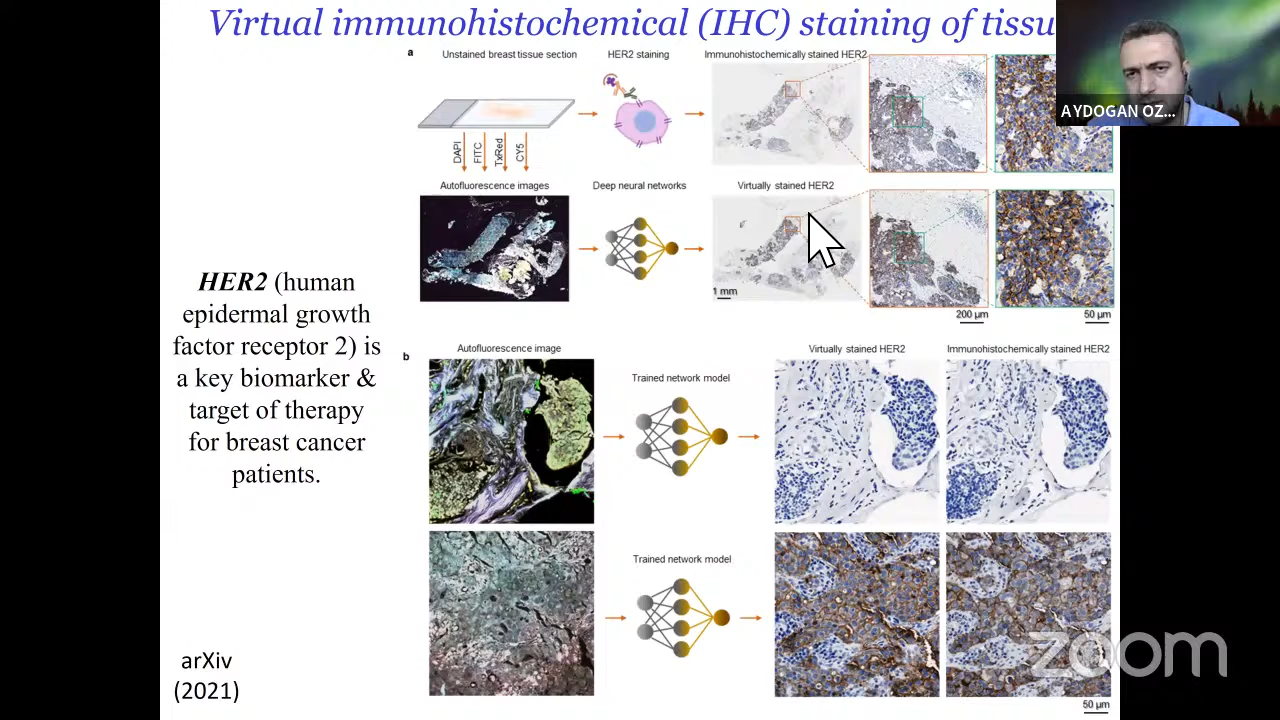 Virtual immunohistochemical (IHC) staining of tissu
AYDOGAN OZ...
a
Unstained breast tissue section
HER2 staining
Immunohistochemically stained HER2
DAPI
FITC
TxRed
CY5
Autofluorescence images
Deep neural networks
Virtually stained HER2
1 mm
200 µm
50 µm
HER2 (human
epidermal growth
factor receptor 2) is
a key biomarker &
target of therapy
for breast cancer
patients.
b
Autofluorescence image
Trained network model
Virtually stained HER2
Immunohistochemically stained HER2
Trained network model
50 µm
arXiv
(2021)
zoom